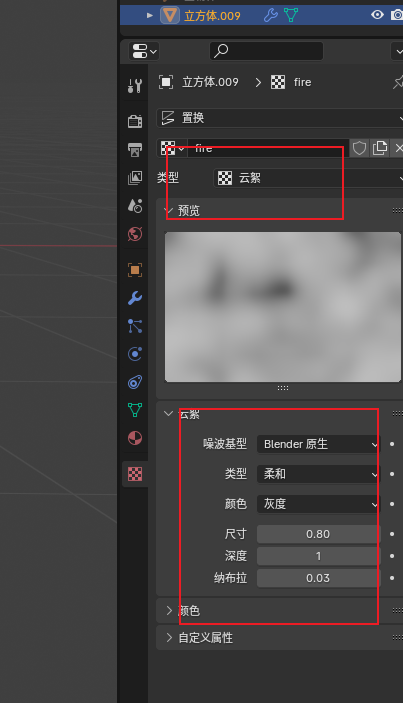 立方体.009
立方体.009 fire
置换
fire
类型 云絮
预览
云絮
噪波基型 Blender 原生
类型 柔和
颜色 灰度
尺寸 0.80
深度 1
纳布拉 0.03
颜色
自定义属性